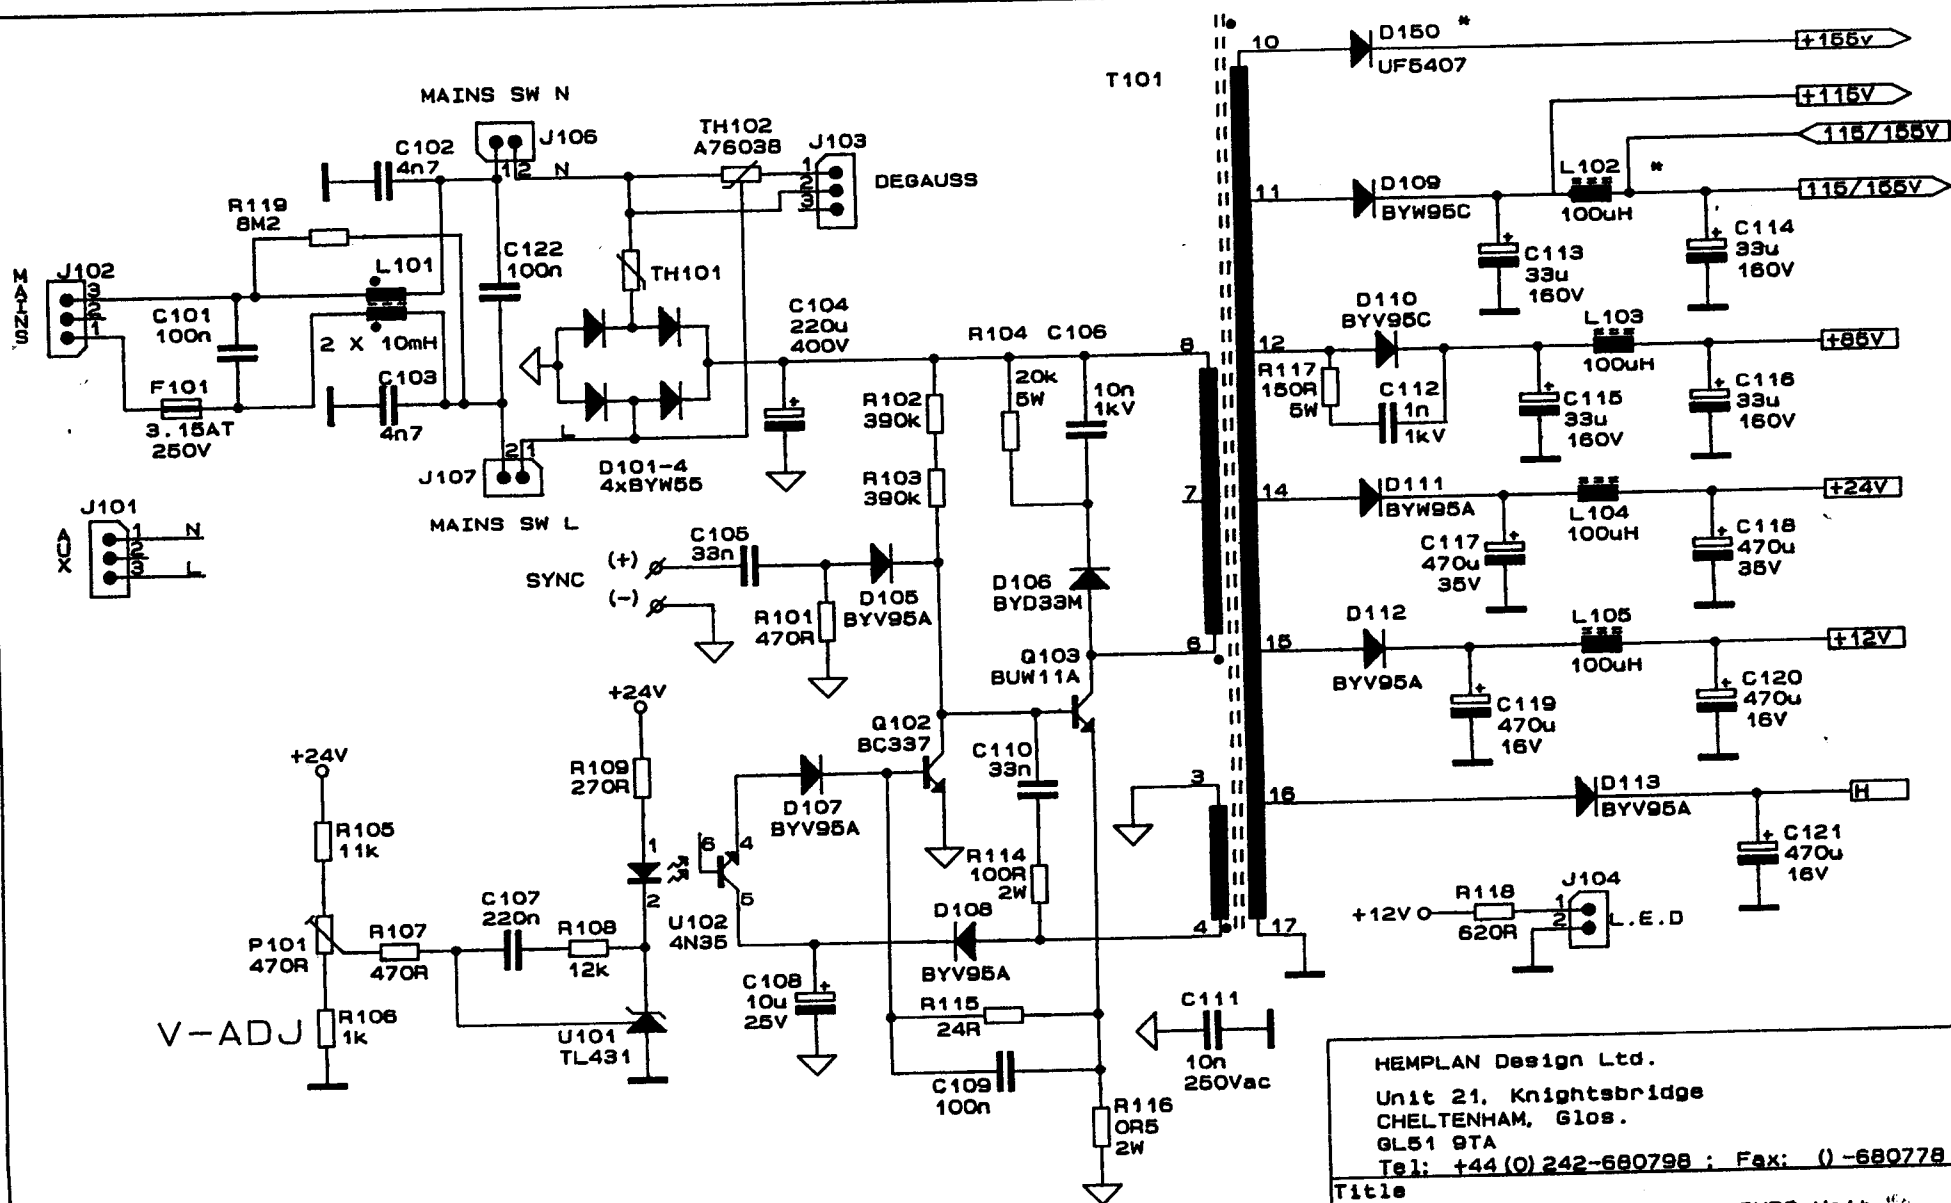 MAINS SW N
J106
1 2
N
C102
4n7
TH102
A76038
J103
1
2
3
DEGAUSS
R119
8M2
L101
2 X 10mH
C122
100n
TH101
MAINS
J102
3
2
1
C101
100n
F101
3.15AT
250V
C103
4n7
J107
2 1
L
MAINS SW L
D101-4
4xBYW55
C104
220u
400V
J101
AUX
1
2
3
N
L
R102
390k
R103
390k
R104
20k
5W
C106
10n
1kV
SYNC
(+)
(-)
C105
33n
R101
470R
D105
BYV95A
D106
BYD33M
Q103
BUW11A
Q102
BC337
C110
33n
R114
100R
2W
+24V
R109
270R
D107
BYV95A
+24V
R105
11k
P101
470R
R106
1k
V-ADJ
R107
470R
C107
220n
R108
12k
1
2
6
4
5
U102
4N35
U101
TL431
C108
10u
25V
D108
BYV95A
R115
24R
C109
100n
R116
0R5
2W
C111
10n
250Vac
T101
8
7
6
3
4
10
11
12
14
15
16
17
D150 *
UF5407
+155v
+115V
115/155V
D109
BYW95C
L102
100uH
*
115/155V
C113
33u
160V
C114
33u
160V
D110
BYV95C
R117
150R
5W
C112
1n
1kV
L103
100uH
+85V
C115
33u
160V
C116
33u
160V
D111
BYW95A
L104
100uH
+24V
C117
470u
35V
C118
470u
35V
D112
BYV95A
L105
100uH
+12V
C119
470u
16V
C120
470u
16V
D113
BYV95A
H
C121
470u
16V
+12V
R118
620R
J104
1
2
L.E.D
HEMPLAN Design Ltd.
Unit 21, Knightsbridge
CHELTENHAM, Glos.
GL51 9TA
Tel: +44(0)242-680798 ; Fax: ()-680778
Title